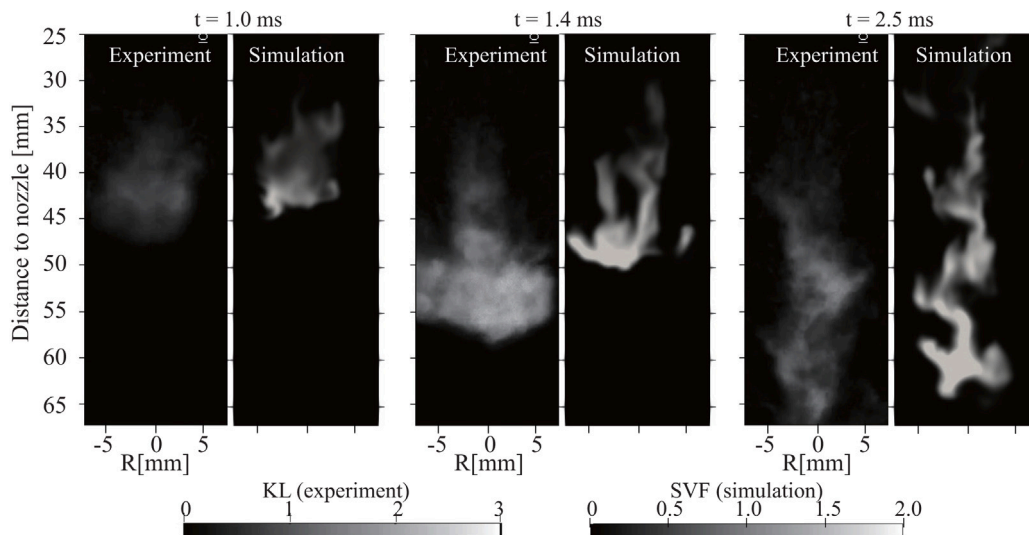 t = 1.0 ms
t = 1.4 ms
t = 2.5 ms
Experiment
Simulation
Experiment
Simulation
Experiment
Simulation
Distance to nozzle [mm]
25
30
35
40
45
50
55
60
65
-5 0 5
-5 0 5
-5 0 5
R[mm]
R[mm]
R[mm]
KL (experiment)
0 1 2 3
SVF (simulation)
0 0.5 1.0 1.5 2.0